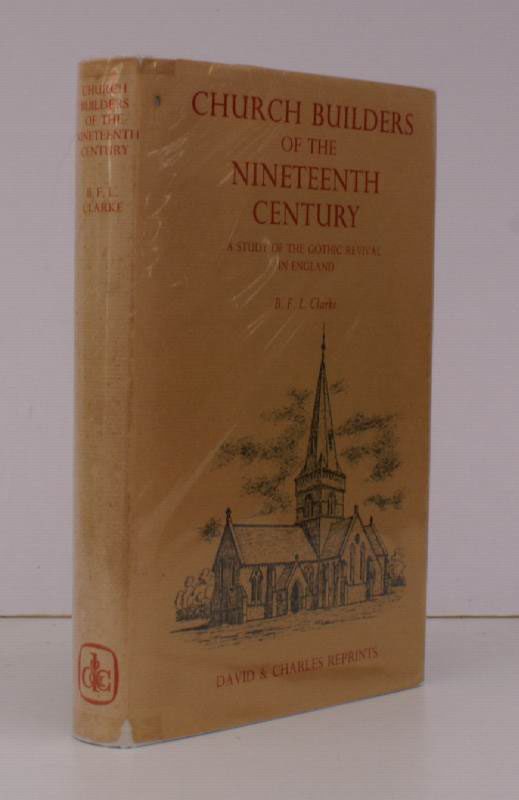 CHURCH
BUILDERS
OF THE
NINETEENTH
CENTURY
B. F. L.
CLARKE
CHURCH BUILDERS
OF THE
NINETEENTH
CENTURY
A STUDY OF THE GOTHIC REVIVAL
IN ENGLAND
B. F. L. Clarke
DAVID & CHARLES REPRINTS